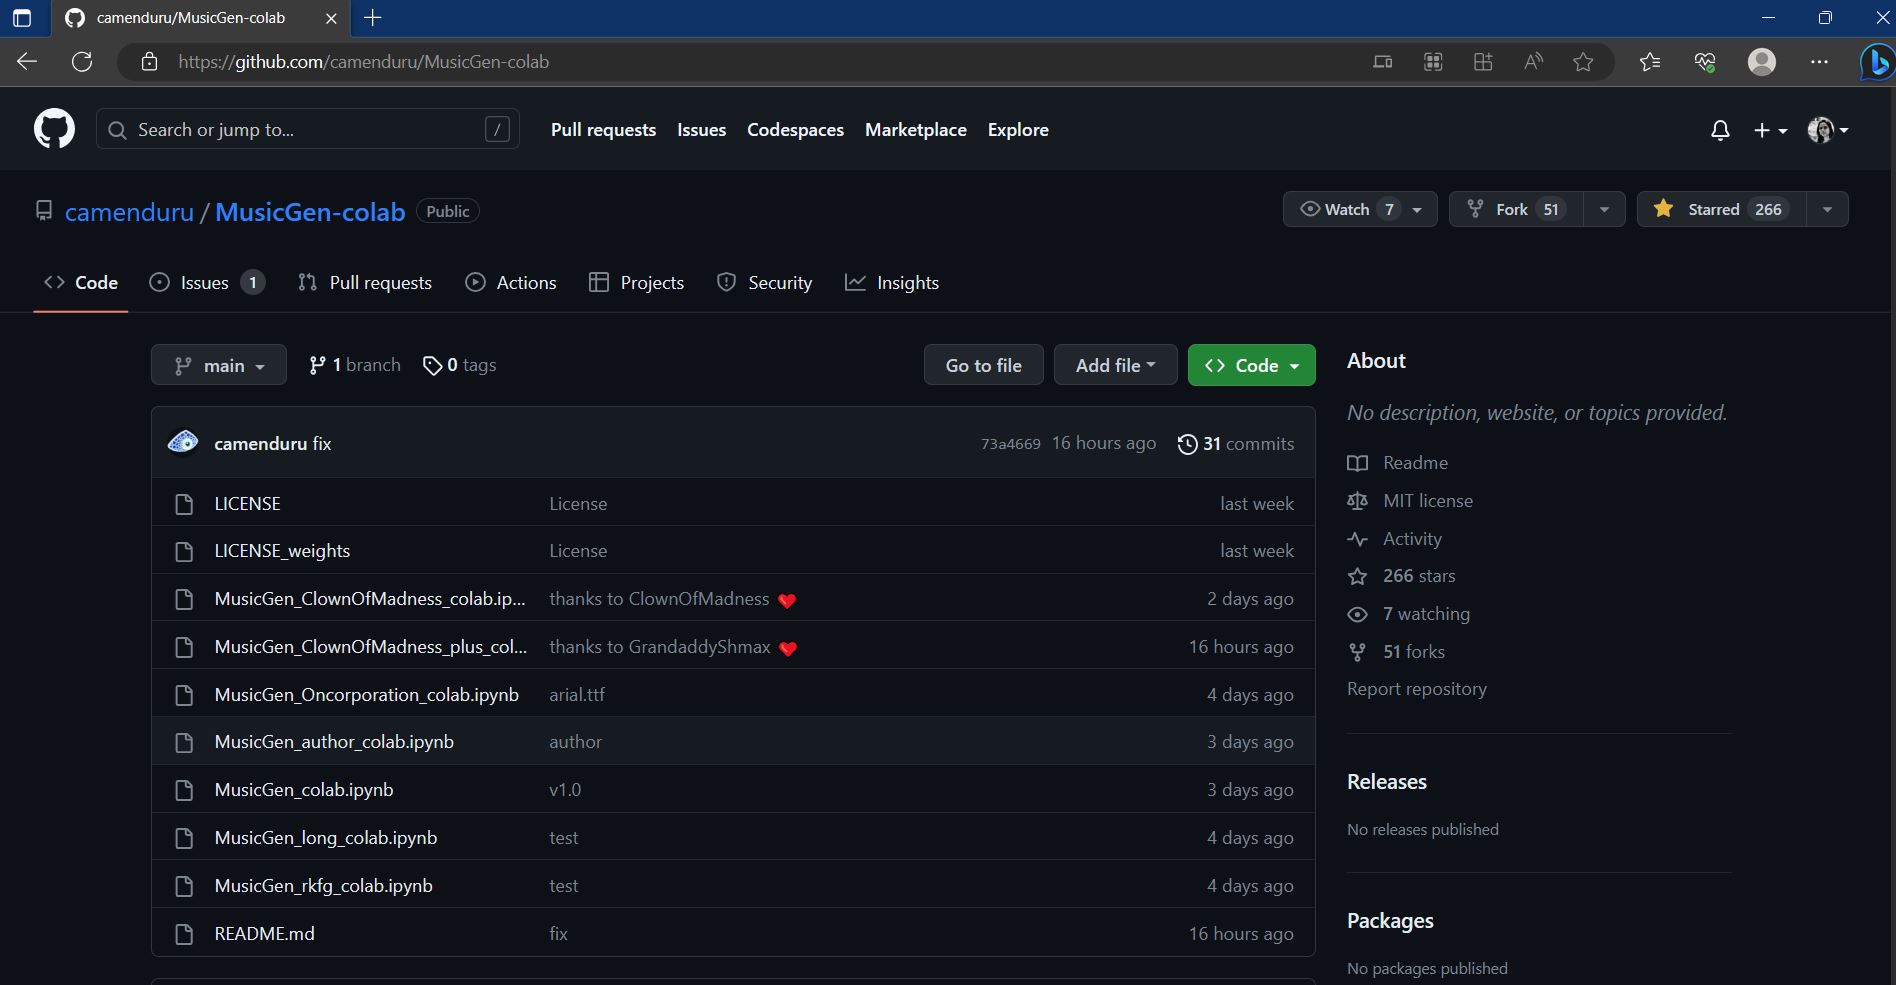 camenduru/MusicGen-colab
https://github.com/camenduru/MusicGen-colab
Search or jump to... /
Pull requests Issues Codespaces Marketplace Explore
camenduru / MusicGen-colab Public
Watch 7 Fork 51 Starred 266
Code Issues 1 Pull requests Actions Projects Security Insights
main 1 branch 0 tags Go to file Add file Code
camenduru fix 73a4669 16 hours ago 31 commits
LICENSE License last week
LICENSE_weights License last week
MusicGen_ClownOfMadness_colab.ip... thanks to ClownOfMadness ❤ 2 days ago
MusicGen_ClownOfMadness_plus_col... thanks to GrandaddyShmax ❤ 16 hours ago
MusicGen_Oncorporation_colab.ipynb arial.ttf 4 days ago
MusicGen_author_colab.ipynb author 3 days ago
MusicGen_colab.ipynb v1.0 3 days ago
MusicGen_long_colab.ipynb test 4 days ago
MusicGen_rkfg_colab.ipynb test 4 days ago
README.md fix 16 hours ago
About
No description, website, or topics provided.
Readme
MIT license
Activity
266 stars
7 watching
51 forks
Report repository
Releases
No releases published
Packages
No packages published